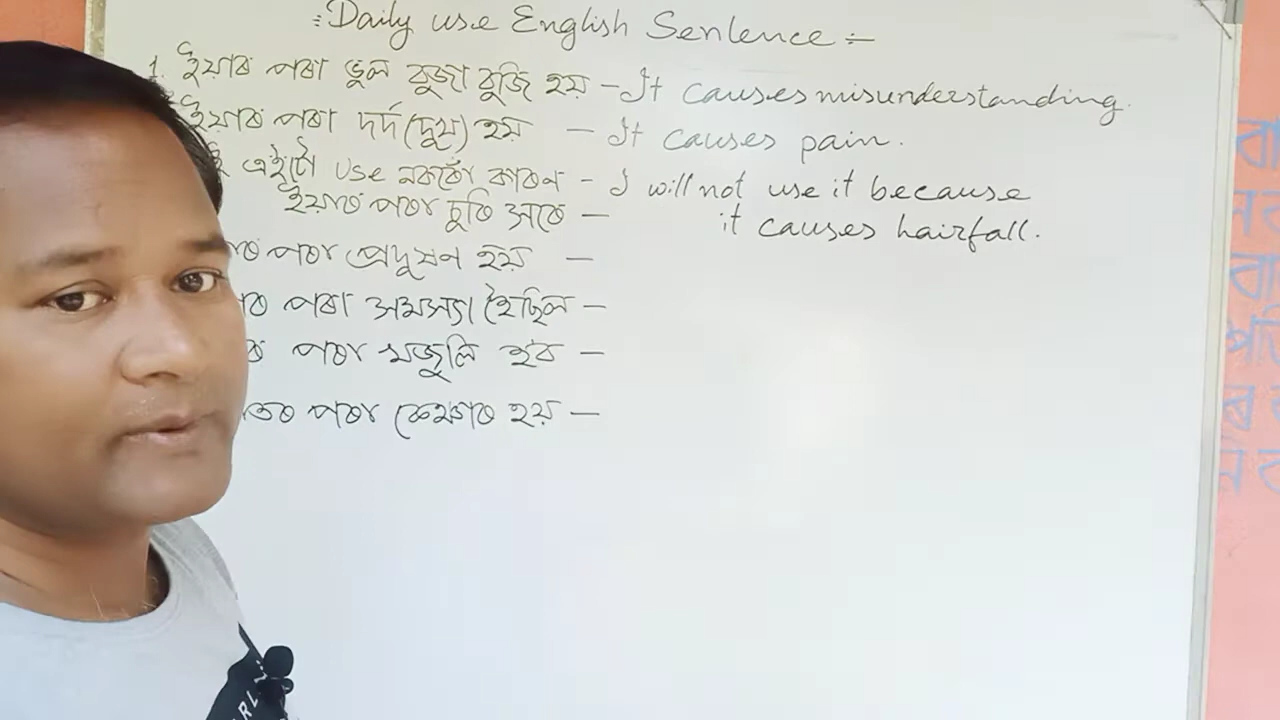 :Daily use English Sentence :-
1. ইয়াৰ পৰা ভুল বুজা বুজি হয় - It causes misunderstanding.
ইয়াৰ পৰা দৰ্দ (দুখ) হয় - It causes pain.
এইটো use নকৰোঁ কাৰণ - I will not use it because
ইয়াৰ পৰা চুলি সৰে - it causes hairfall.
পৰা প্ৰদুষণ হয় -
পৰা সমস্যা হৈছিল -
পৰা খজুলি হব -
পৰা কেন্সাৰ হয় -